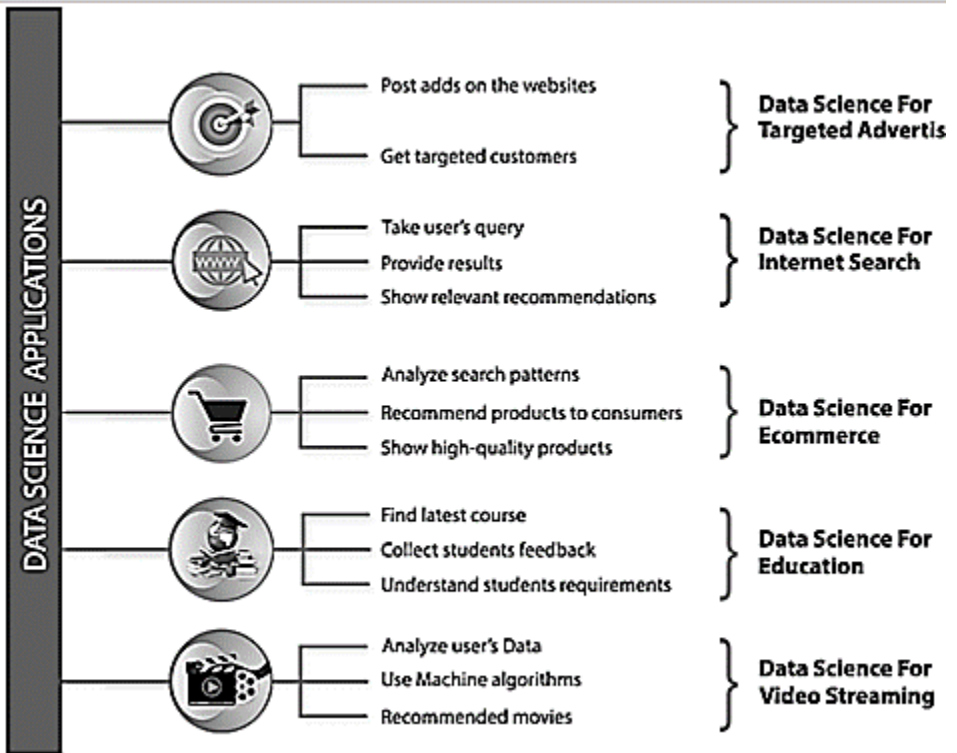 DATA SCIENCE APPLICATIONS
Post adds on the websites
Get targeted customers
Data Science For
Targeted Advertis
Take user's query
WWW
Provide results
Show relevant recommendations
Data Science For
Internet Search
Analyze search patterns
Recommend products to consumers
Show high-quality products
Data Science For
Ecommerce
Find latest course
Collect students feedback
Understand students requirements
Data Science For
Education
Analyze user's Data
Use Machine algorithms
Recommended movies
Data Science For
Video Streaming